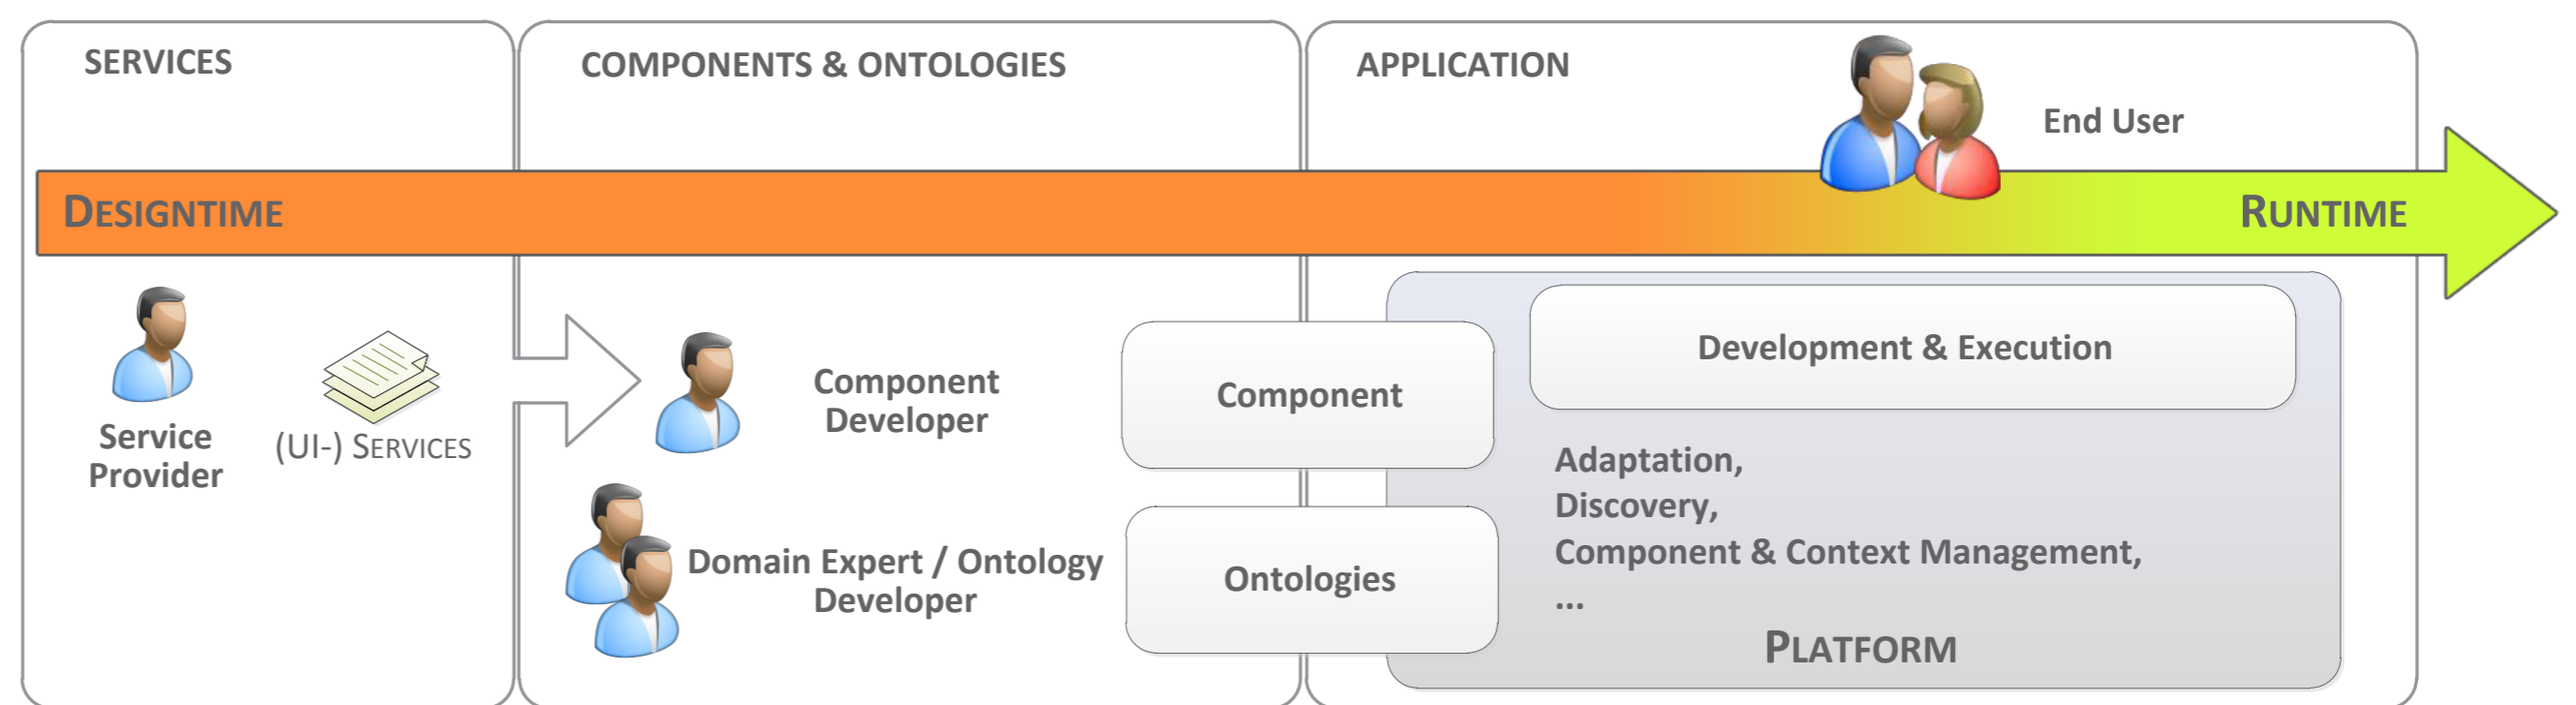 SERVICES
COMPONENTS & ONTOLOGIES
APPLICATION
End User
DESIGNTIME
RUNTIME
Service
Provider
(UI-) SERVICES
Component
Developer
Domain Expert / Ontology
Developer
Component
Ontologies
Development & Execution
Adaptation,
Discovery,
Component & Context Management,
...
PLATFORM